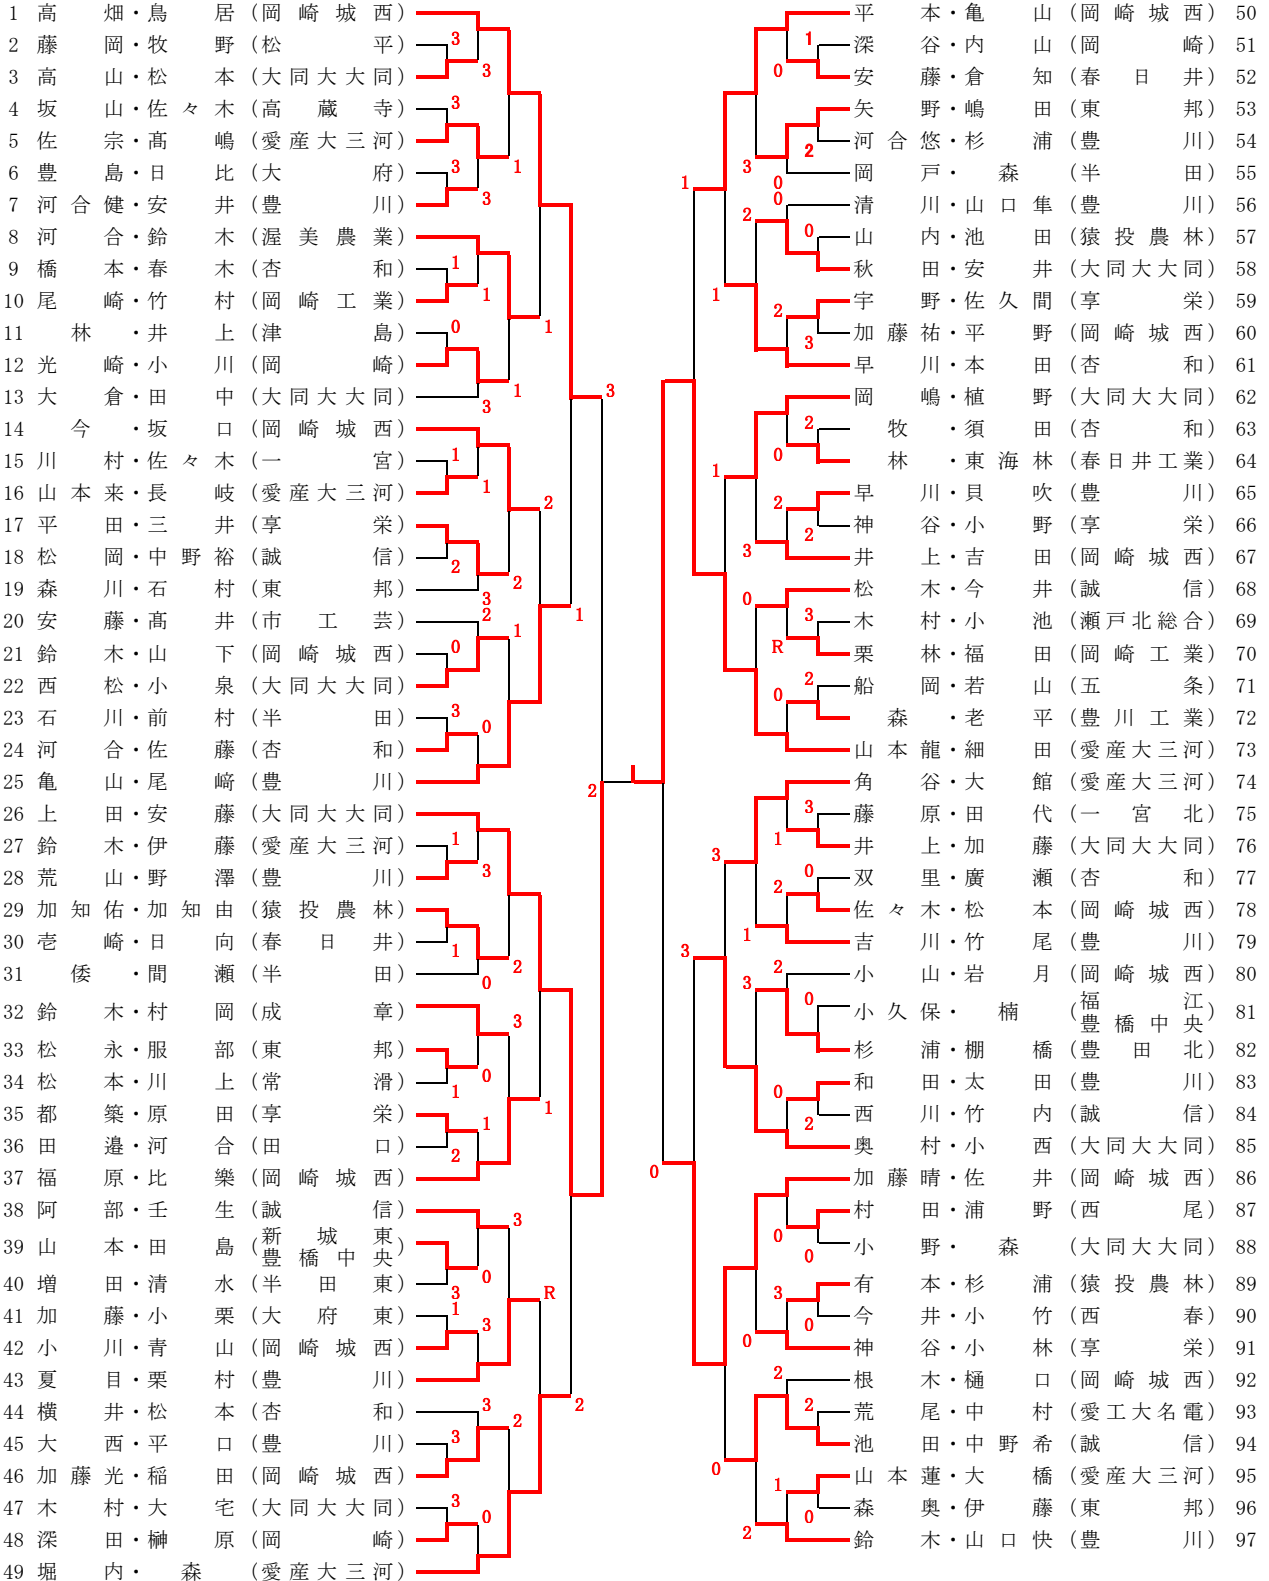 1 高畑・鳥居 (岡崎城西)
2 藤岡・牧野 (松平)
3 高山・松本 (大同大大同)
4 坂山・佐々木 (高蔵寺)
5 佐宗・髙嶋 (愛産大三河)
6 豊島・日比 (大府)
7 河合健・安井 (豊川)
8 河合・鈴木 (渥美農業)
9 橋本・春木 (杏和)
10 尾崎・竹村 (岡崎工業)
11 林・井上 (津島)
12 光崎・小川 (岡崎)
13 大倉・田中 (大同大大同)
14 今・坂口 (岡崎城西)
15 川村・佐々木 (一宮)
16 山本来・長岐 (愛産大三河)
17 平田・三井 (享栄)
18 松岡・中野裕 (誠信)
19 森川・石村 (東邦)
20 安藤・髙井 (市工芸)
21 鈴木・山下 (岡崎城西)
22 西松・小泉 (大同大大同)
23 石川・前村 (半田)
24 河合・佐藤 (杏和)
25 亀山・尾﨑 (豊川)
26 上田・安藤 (大同大大同)
27 鈴木・伊藤 (愛産大三河)
28 荒山・野澤 (豊川)
29 加知佑・加知由 (猿投農林)
30 壱崎・日向 (春日井)
31 倭・間瀬 (半田)
32 鈴木・村岡 (成章)
33 松永・服部 (東邦)
34 松本・川上 (常滑)
35 都築・原田 (享栄)
36 田邉・河合 (田口)
37 福原・比樂 (岡崎城西)
38 阿部・壬生 (誠信)
39 山本・田島 (新城東 豊橋中央)
40 増田・清水 (半田東)
41 加藤・小栗 (大府東)
42 小川・青山 (岡崎城西)
43 夏目・栗村 (豊川)
44 横井・松本 (杏和)
45 大西・平口 (豊川)
46 加藤光・稲田 (岡崎城西)
47 木村・大宅 (大同大大同)
48 深田・榊原 (岡崎)
49 堀内・森 (愛産大三河)
平本・亀山 (岡崎城西) 50
深谷・内山 (岡崎) 51
安藤・倉知 (春日井) 52
矢野・嶋田 (東邦) 53
河合悠・杉浦 (豊川) 54
岡戸・森 (半田) 55
清川・山口隼 (豊川) 56
山内・池田 (猿投農林) 57
秋田・安井 (大同大大同) 58
宇野・佐久間 (享栄) 59
加藤祐・平野 (岡崎城西) 60
早川・本田 (杏和) 61
岡嶋・植野 (大同大大同) 62
牧・須田 (杏和) 63
林・東海林 (春日井工業) 64
早川・貝吹 (豊川) 65
神谷・小野 (享栄) 66
井上・吉田 (岡崎城西) 67
松木・今井 (誠信) 68
木村・小池 (瀬戸北総合) 69
栗林・福田 (岡崎工業) 70
船岡・若山 (五条) 71
森・老平 (豊川工業) 72
山本龍・細田 (愛産大三河) 73
角谷・大館 (愛産大三河) 74
藤原・田代 (一宮北) 75
井上・加藤 (大同大大同) 76
双里・廣瀬 (杏和) 77
佐々木・松本 (岡崎城西) 78
吉川・竹尾 (豊川) 79
小山・岩月 (岡崎城西) 80
小久保・楠 (福江 豊橋中央) 81
杉浦・棚橋 (豊田北) 82
和田・太田 (豊川) 83
西川・竹内 (誠信) 84
奥村・小西 (大同大大同) 85
加藤晴・佐井 (岡崎城西) 86
村田・浦野 (西尾) 87
小野・森 (大同大大同) 88
有本・杉浦 (猿投農林) 89
今井・小竹 (西春) 90
神谷・小林 (享栄) 91
根木・樋口 (岡崎城西) 92
荒尾・中村 (愛工大名電) 93
池田・中野希 (誠信) 94
山本蓮・大橋 (愛産大三河) 95
森奥・伊藤 (東邦) 96
鈴木・山口快 (豊川) 97